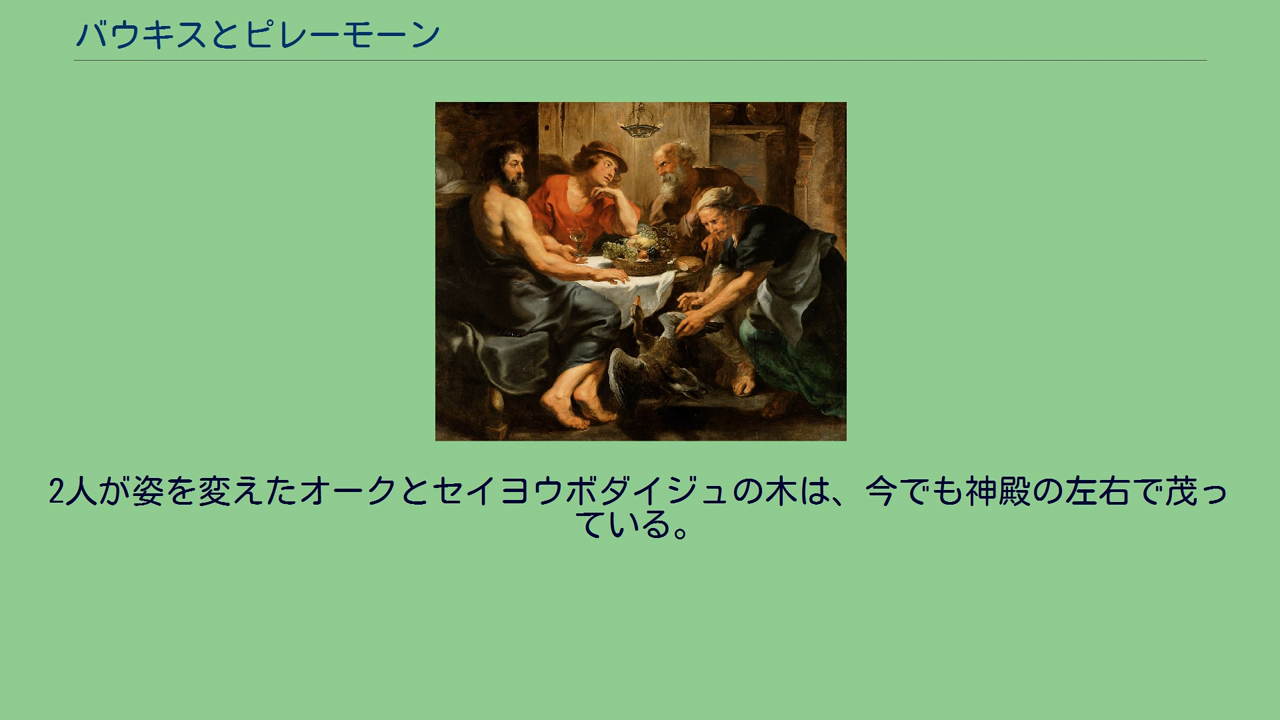 バウキスとピレーモーン
2人が姿を変えたオークとセイヨウボダイジュの木は、今でも神殿の左右で茂っ
ている。